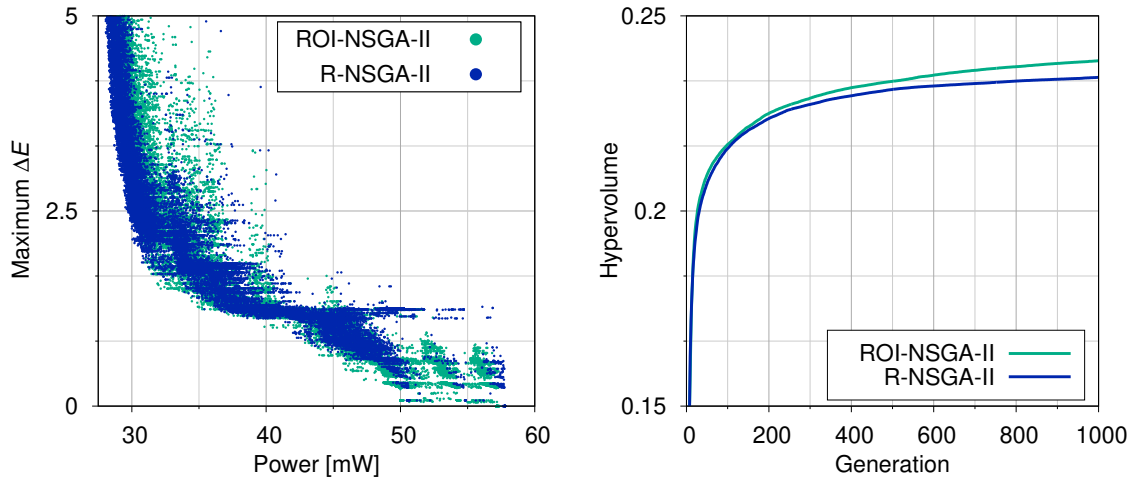 5
2.5
0
Maximum ΔE
30
40
50
60
Power [mW]
ROI-NSGA-II
R-NSGA-II
0.25
0.2
0.15
Hypervolume
0
200
400
600
800
1000
Generation
ROI-NSGA-II
R-NSGA-II